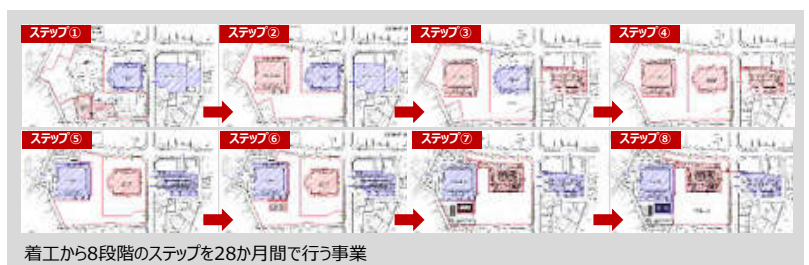 ステップ①
ステップ②
ステップ③
ステップ④
ステップ⑤
ステップ⑥
ステップ⑦
ステップ⑧
着工から8段階のステップを28か月間で行う事業